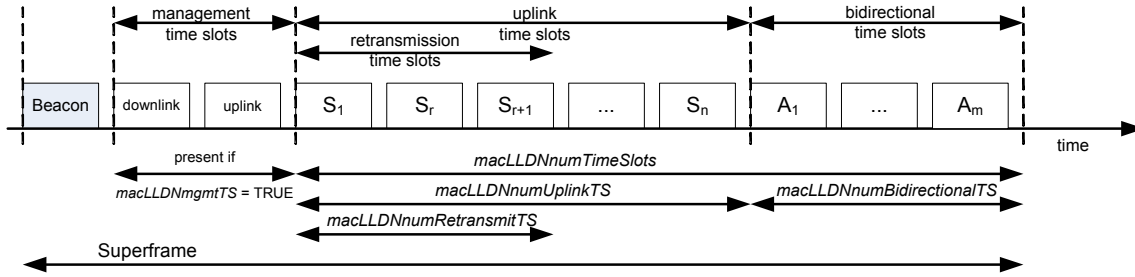 management
time slots
uplink
time slots
bidirectional
time slots
retransmission
time slots
Beacon
downlink
uplink
S1
Sr
Sr+1
...
Sn
A1
...
Am
time
present if
macLLDNmgmtTS = TRUE
macLLDNnumTimeSlots
macLLDNnumUplinkTS
macLLDNnumBidirectionalTS
macLLDNnumRetransmitTS
Superframe